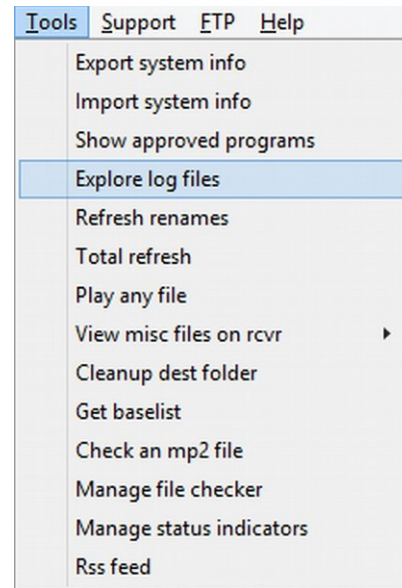 Tools Support FTP Help
Export system info
Import system info
Show approved programs
Explore log files
Refresh renames
Total refresh
Play any file
View misc files on rcvr
Cleanup dest folder
Get baselist
Check an mp2 file
Manage file checker
Manage status indicators
Rss feed